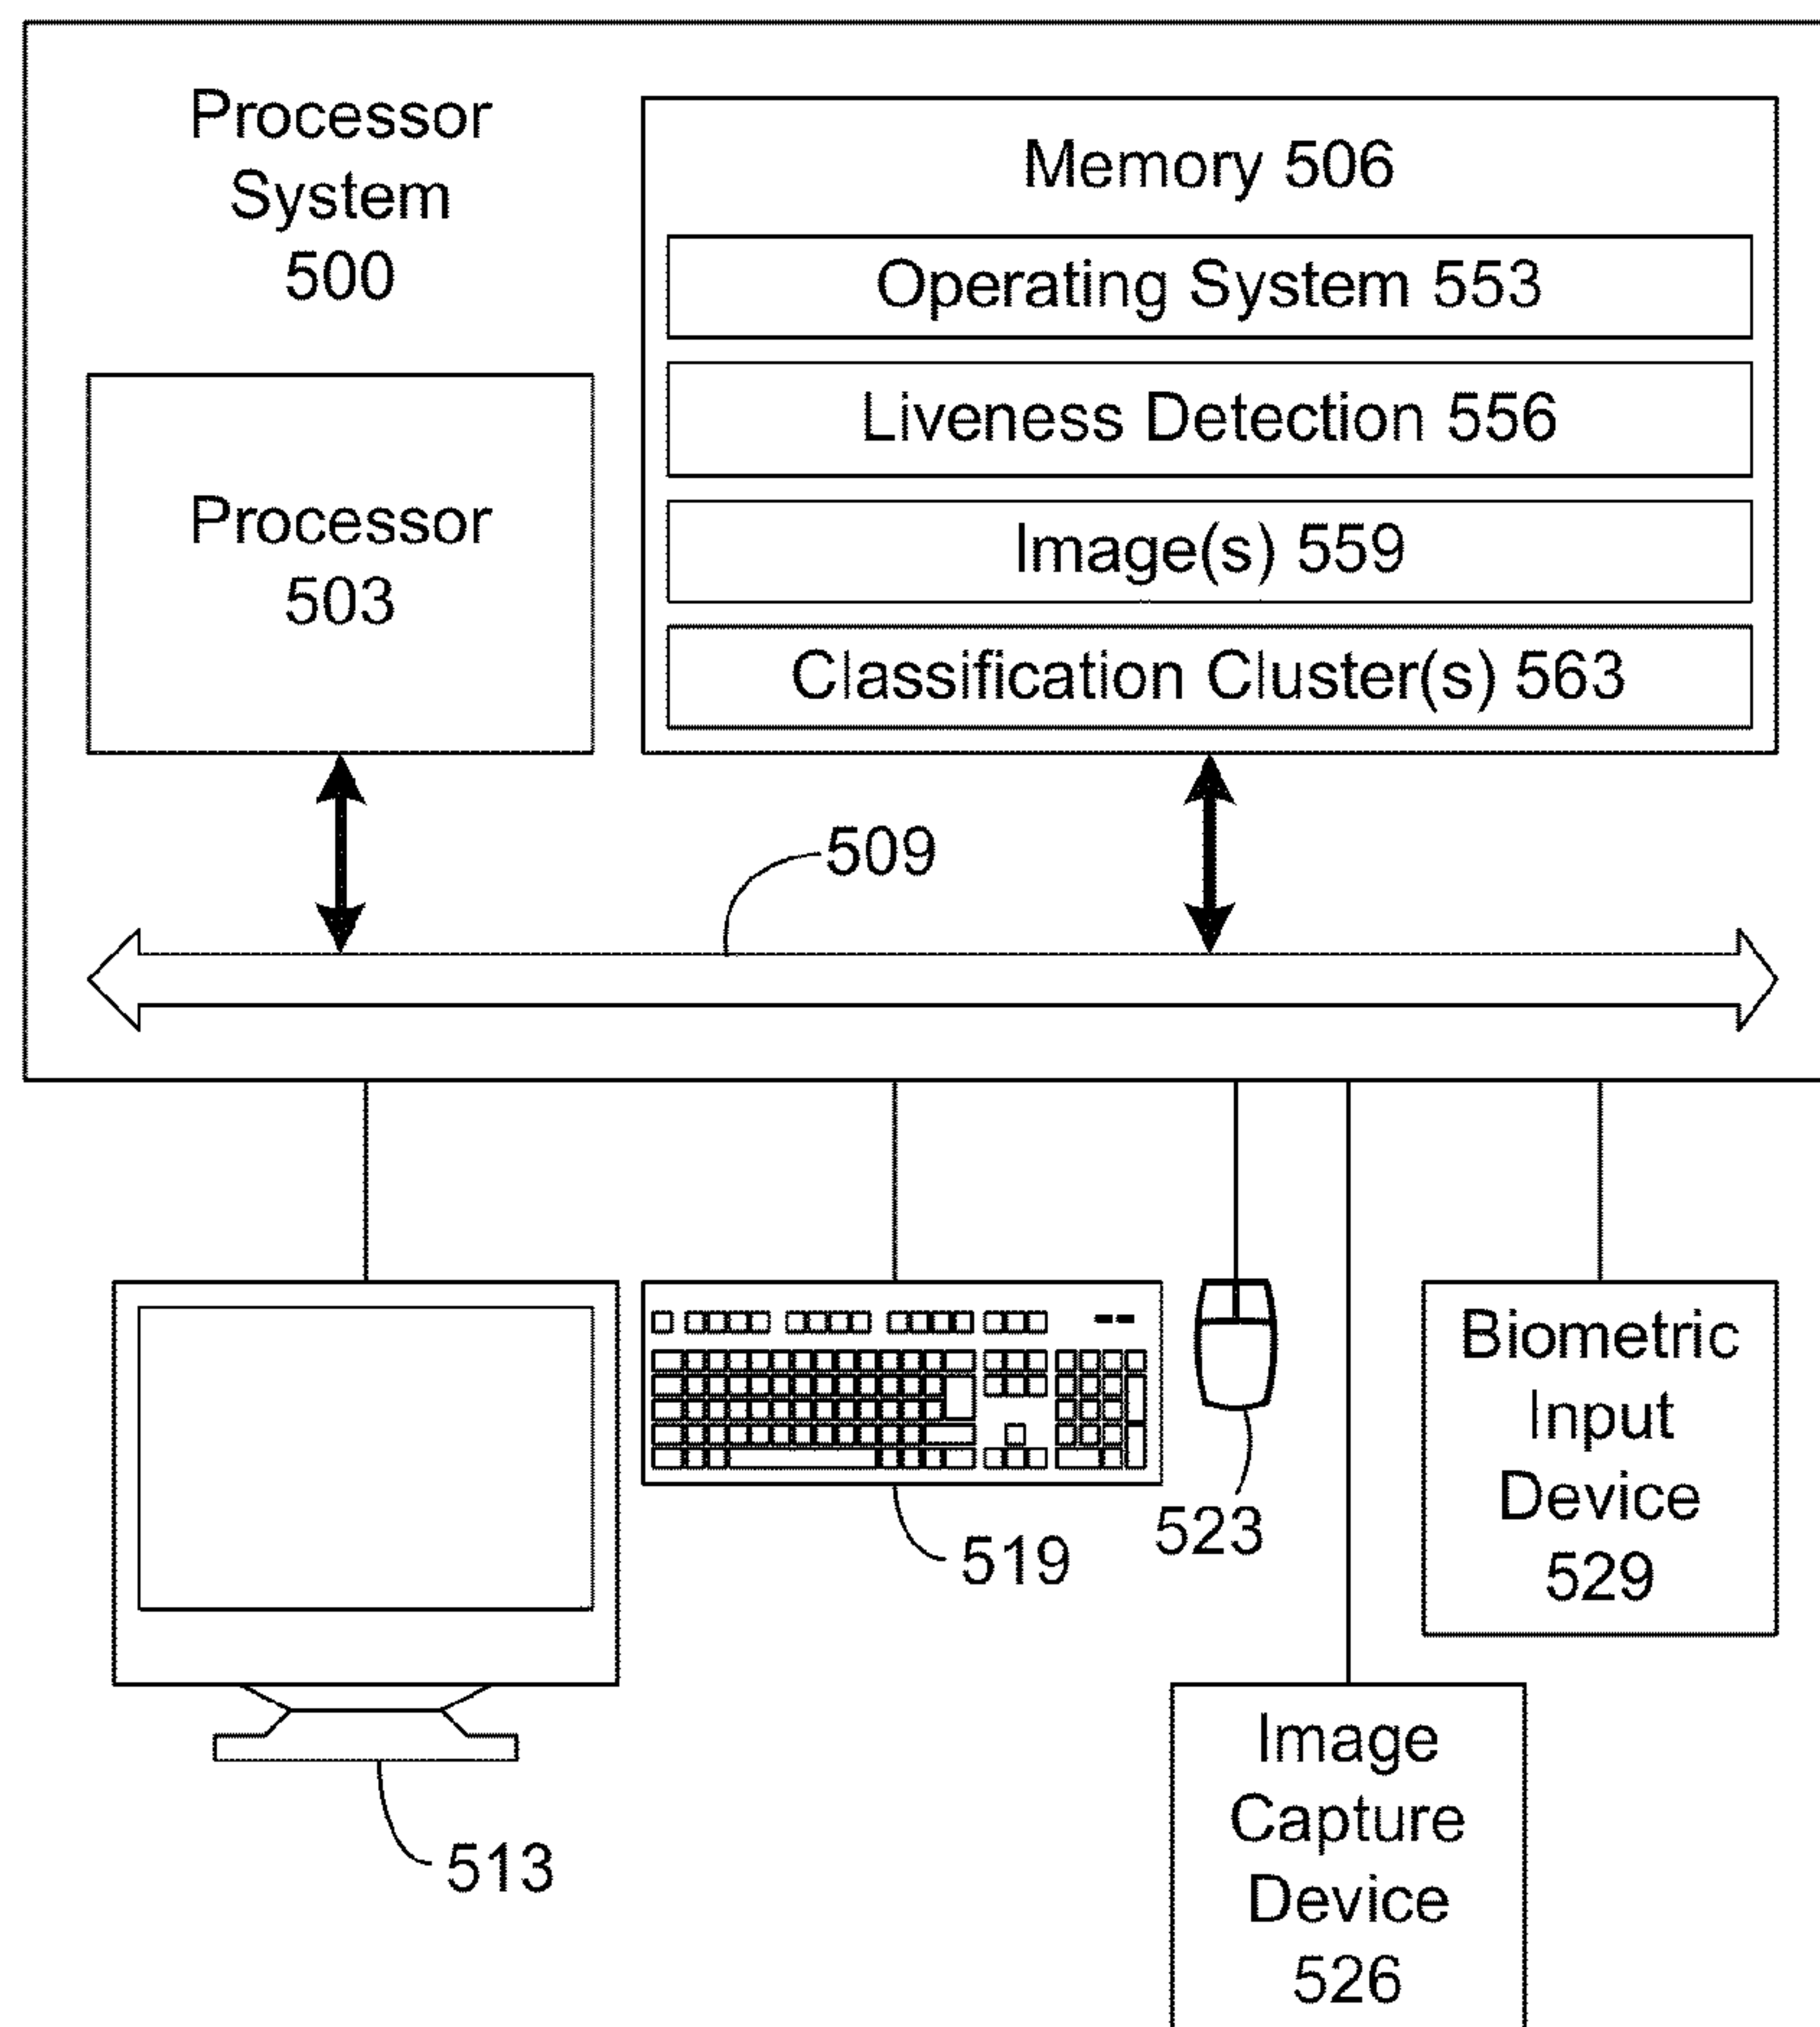 Processor
System
500
Memory 506
Operating System 553
Liveness Detection 556
Image(s) 559
Classification Cluster(s) 563
Processor
503
509
513
519
523
Biometric
Input
Device
529
Image
Capture
Device
526